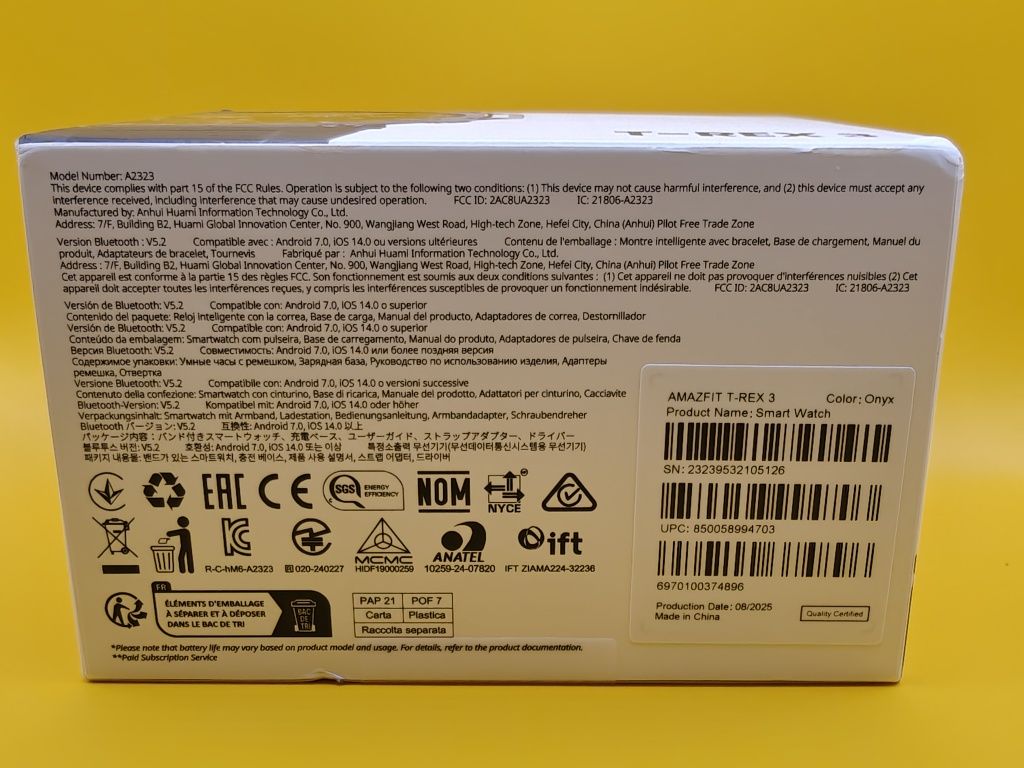 T-REX 3
Model Number: A2323
This device complies with part 15 of the FCC Rules. Operation is subject to the following two conditions: (1) This device may not cause harmful interference, and (2) this device must accept any
interference received, including interference that may cause undesired operation. FCC ID: 2AC8UA2323 IC: 21806-A2323
Manufactured by: Anhui Huami Information Technology Co., Ltd.
Address: 7/F, Building B2, Huami Global Innovation Center, No. 900, Wangjiang West Road, High-tech Zone, Hefei City, China (Anhui) Pilot Free Trade Zone
Version Bluetooth : V5.2 Compatible avec : Android 7.0, iOS 14.0 ou versions ultérieures Contenu de l'emballage : Montre intelligente avec bracelet, Base de chargement, Manuel du
produit, Adaptateurs de bracelet, Tournevis Fabriqué par : Anhui Huami Information Technology Co., Ltd.
Address : 7/F, Building B2, Huami Global Innovation Center, No. 900, Wangjiang West Road, High-tech Zone, Hefei City, China (Anhui) Pilot Free Trade Zone
Cet appareil est conforme à la partie 15 des règles FCC. Son fonctionnement est soumis aux deux conditions suivantes : (1) Cet appareil ne doit pas provoquer d'interférences nuisibles (2) Cet
appareil doit accepter toutes les interférences reçues, y compris les interférences susceptibles de provoquer un fonctionnement indésirable. FCC ID: 2AC8UA2323 IC: 21806-A2323
Versión de Bluetooth: V5.2 Compatible con: Android 7.0, iOS 14.0 o superior
Contenido del paquete: Reloj inteligente con la correa, Base de carga, Manual del producto, Adaptadores de correa, Destornillador
Versão de Bluetooth: V5.2 Compatível com: Android 7.0, iOS 14.0 o superior
Conteúdo da embalagem: Smartwatch com pulseira, Base de carregamento, Manual do produto, Adaptadores de pulseira, Chave de fenda
Версия Bluetooth: V5.2 Совместимость: Android 7.0, iOS 14.0 или более поздняя версия
Содержимое упаковки: Умные часы с ремешком, Зарядная база, Руководство по использованию изделия, Адаптеры
ремешка, Отвертка
Versione Bluetooth: V5.2 Compatibile con: Android 7.0, iOS 14.0 o versioni successive
Contenuto della confezione: Smartwatch con cinturino, Base di ricarica, Manuale del prodotto, Adattatori per cinturino, Cacciavite
Bluetooth-Version: V5.2 Kompatibel mit: Android 7.0, iOS 14.0 oder höher
Verpackungsinhalt: Smartwatch mit Armband, Ladestation, Bedienungsanleitung, Armbandadapter, Schraubendreher
Bluetooth バージョン: V5.2 互換性: Android 7.0、iOS 14.0 以上
パッケージ内容：バンド付きスマートウォッチ、充電ベース、ユーザーガイド、ストラップアダプター、ドライバー
블루투스 버전: V5.2 호환성: Android 7.0, iOS 14.0 또는 이상 특정소출력 무선기기(무선데이터통신시스템용 무선기기)
패키지 내용물: 밴드가 있는 스마트워치, 충전 베이스, 제품 사용 설명서, 스트랩 어댑터, 드라이버
EAC CE SGS ENERGY EFFICIENCY NOM NYCE
R-C-hM6-A2323
020-240227
MCMC
HIDF19000259
ANATEL
10259-24-07820
ift
IFT ZIAMA224-32236
FR
ÉLÉMENTS D'EMBALLAGE
À SÉPARER ET À DÉPOSER
DANS LE BAC DE TRI
BAC
DE
TRI
PAP 21 POF 7
Carta Plastica
Raccolta separata
*Please note that battery life may vary based on product model and usage. For details, refer to the product documentation.
**Paid Subscription Service
AMAZFIT T-REX 3 Color: Onyx
Product Name: Smart Watch
SN: 23239532105126
UPC: 850058994703
6970100374896
Production Date: 08/2025
Made in China
Quality Certified